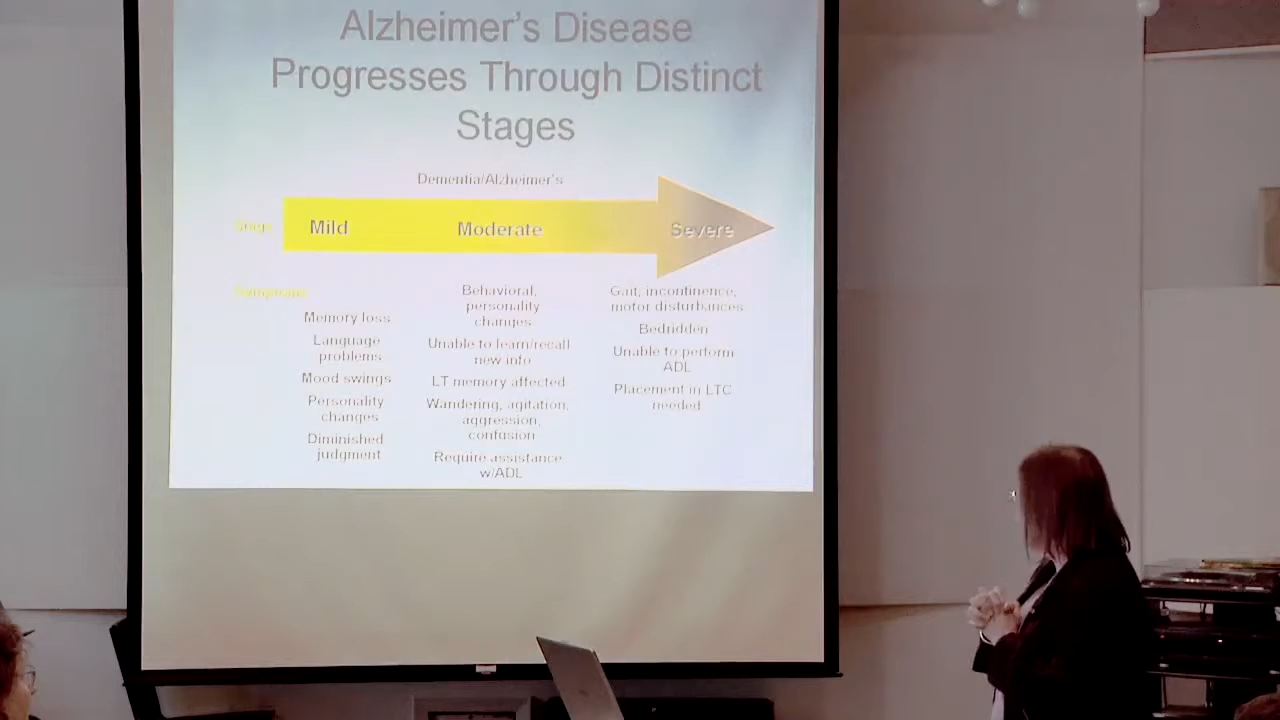 Alzheimer's Disease
Progresses Through Distinct
Stages
Dementia/Alzheimer's
Stage
Mild
Moderate
Severe
Symptoms
Memory loss
Language
problems
Mood swings
Personality
changes
Diminished
judgment
Behavioral,
personality
changes
Unable to learn/recall
new info
LT memory affected
Wandering, agitation,
aggression,
confusion
Require assistance
w/ADL
Gait, incontinence,
motor disturbances
Bedridden
Unable to perform
ADL
Placement in LTC
needed